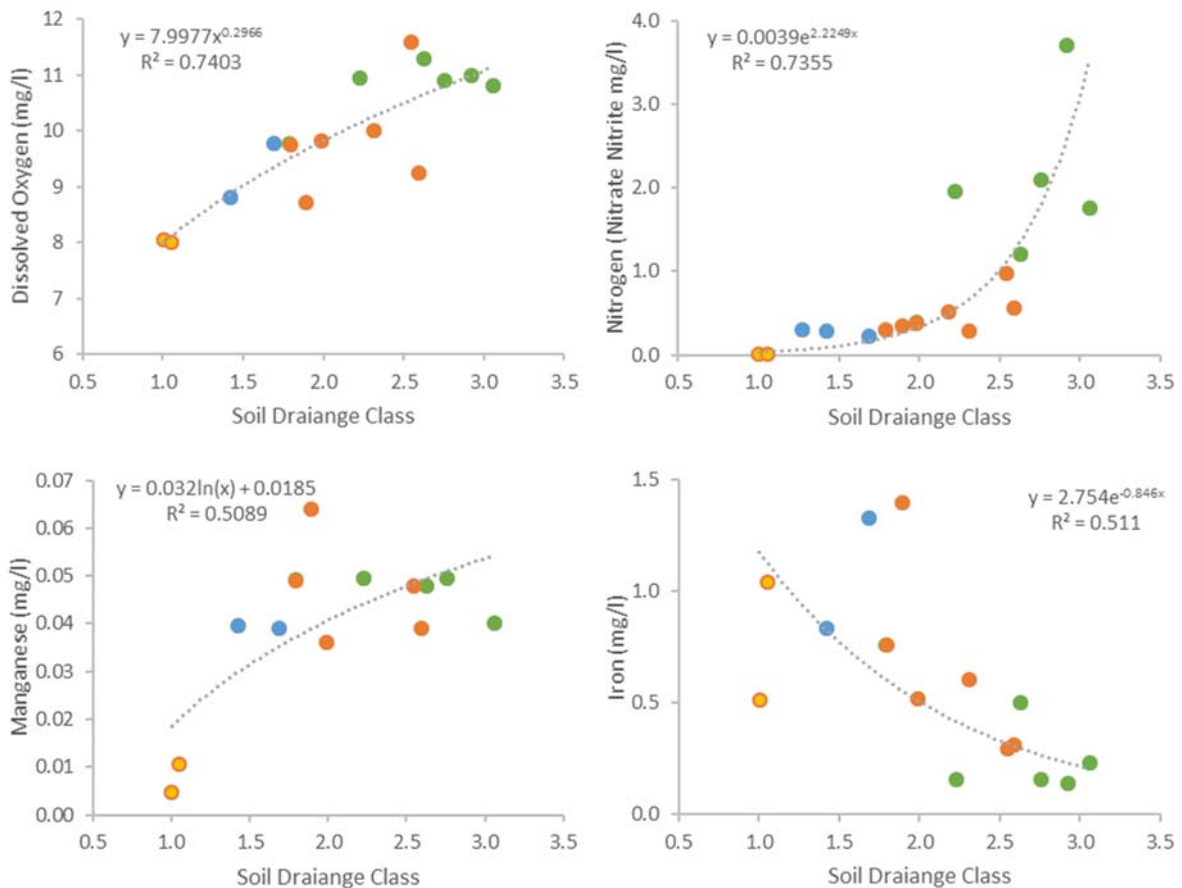 y = 7.9977x^0.2966
R² = 0.7403
Dissolved Oxygen (mg/l)
12
11
10
9
8
7
6
0.5 1.0 1.5 2.0 2.5 3.0 3.5
Soil Draiange Class
y = 0.0039e^2.2249x
R² = 0.7355
Nitrogen (Nitrate Nitrite mg/l)
4.0
3.0
2.0
1.0
0.0
0.5 1.0 1.5 2.0 2.5 3.0 3.5
Soil Draiange Class
y = 0.032ln(x) + 0.0185
R² = 0.5089
Manganese (mg/l)
0.07
0.06
0.05
0.04
0.03
0.02
0.01
0.00
0.5 1.0 1.5 2.0 2.5 3.0 3.5
Soil Draiange Class
y = 2.754e^-0.846x
R² = 0.511
Iron (mg/l)
1.5
1.0
0.5
0.0
0.5 1.0 1.5 2.0 2.5 3.0 3.5
Soil Draiange Class